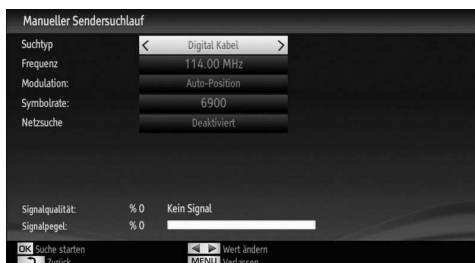 Manueller Sendersuchlauf
Suchtyp < Digital Kabel >
Frequenz 114.00 MHz
Modulation: Auto-Position
Symbolrate: 6900
Netzsuche Deaktiviert
Signalqualität: % 0 Kein Signal
Signalpegel: % 0
OK Suche starten ◄ ► Wert ändern
Zurück MENU Verlassen